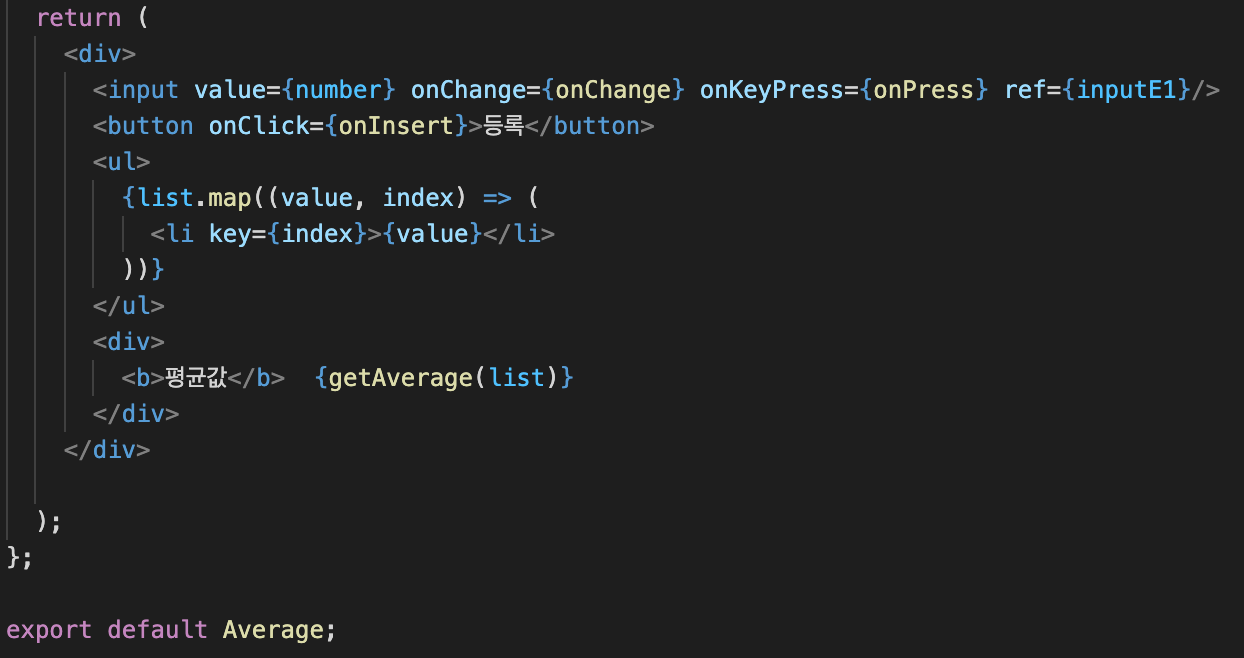 return (
<div>
<input value={number} onChange={onChange} onKeyPress={onPress} ref={inputE1}/>
<button onClick={onInsert}>등록</button>
<ul>
{list.map((value, index) => (
<li key={index}>{value}</li>
))}
</ul>
<div>
<b>평균값</b>  {getAverage(list)}
</div>
</div>
);
};
export default Average;